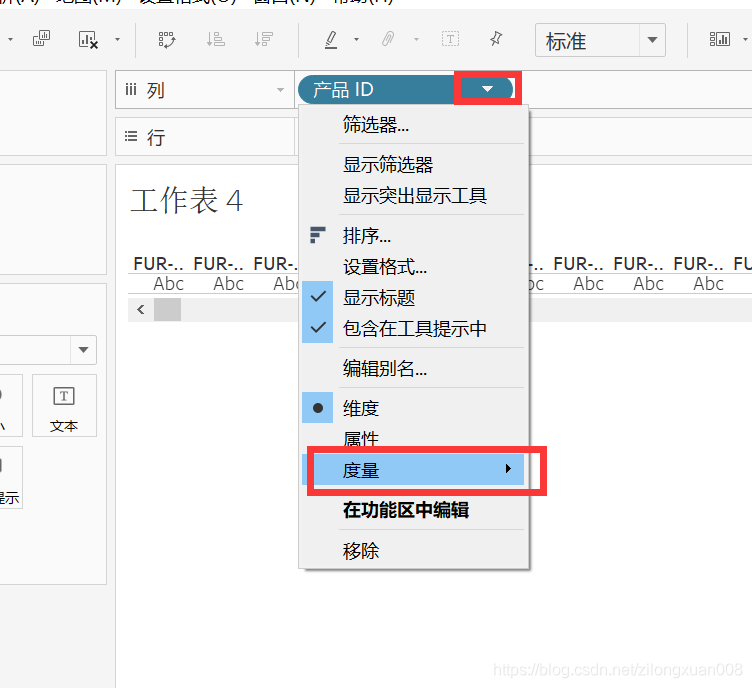 标准
列
产品 ID
行
工作表 4
筛选器...
显示筛选器
显示突出显示工具
排序...
设置格式...
显示标题
包含在工具提示中
编辑别名...
维度
属性
度量
在功能区中编辑
移除
FUR-.. FUR-.. FUR-.. FUR-.. FUR-.. FU
Abc Abc Abc Abc Abc
文本
提示
https://blog.csdn.net/zilongxuan008